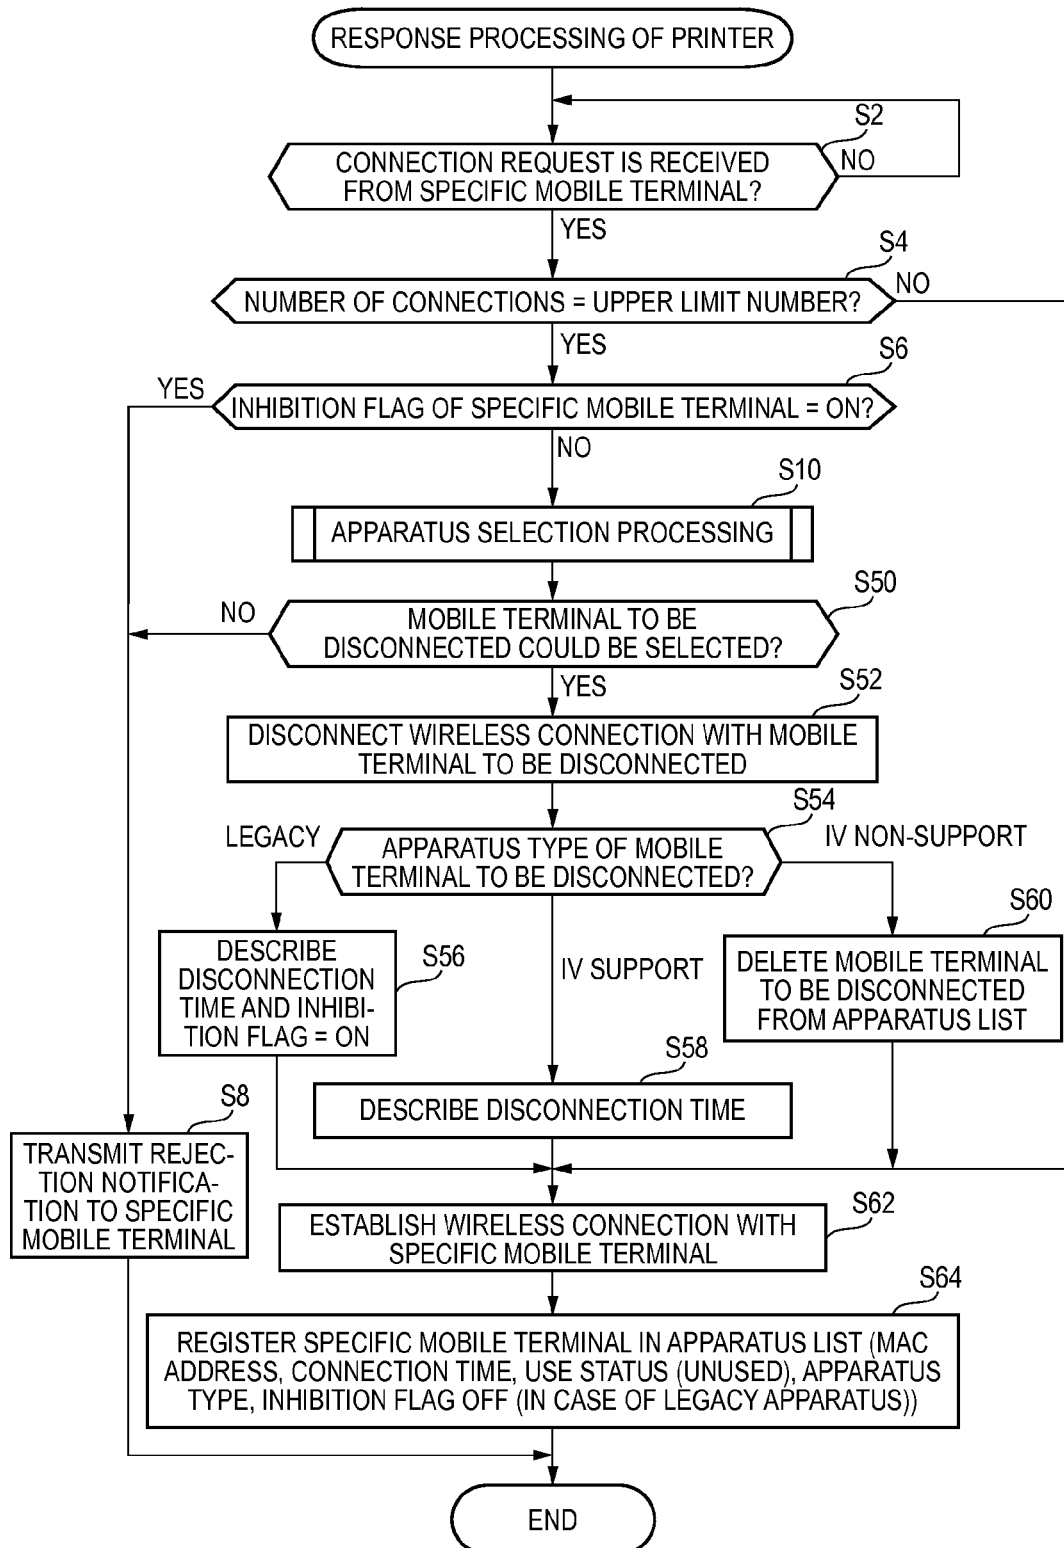 RESPONSE PROCESSING OF PRINTER
S2
CONNECTION REQUEST IS RECEIVED
FROM SPECIFIC MOBILE TERMINAL?
NO
YES
S4
NUMBER OF CONNECTIONS = UPPER LIMIT NUMBER?
NO
YES
S6
YES
INHIBITION FLAG OF SPECIFIC MOBILE TERMINAL = ON?
NO
S10
APPARATUS SELECTION PROCESSING
S50
NO
MOBILE TERMINAL TO BE
DISCONNECTED COULD BE SELECTED?
YES
S52
DISCONNECT WIRELESS CONNECTION WITH MOBILE
TERMINAL TO BE DISCONNECTED
S54
LEGACY
IV NON-SUPPORT
APPARATUS TYPE OF MOBILE
TERMINAL TO BE DISCONNECTED?
S56
DESCRIBE
DISCONNECTION
TIME AND INHIBI-
TION FLAG = ON
IV SUPPORT
S60
DELETE MOBILE TERMINAL
TO BE DISCONNECTED
FROM APPARATUS LIST
S58
DESCRIBE DISCONNECTION TIME
S8
TRANSMIT REJEC-
TION NOTIFICA-
TION TO SPECIFIC
MOBILE TERMINAL
S62
ESTABLISH WIRELESS CONNECTION WITH
SPECIFIC MOBILE TERMINAL
S64
REGISTER SPECIFIC MOBILE TERMINAL IN APPARATUS LIST (MAC
ADDRESS, CONNECTION TIME, USE STATUS (UNUSED), APPARATUS
TYPE, INHIBITION FLAG OFF (IN CASE OF LEGACY APPARATUS))
END